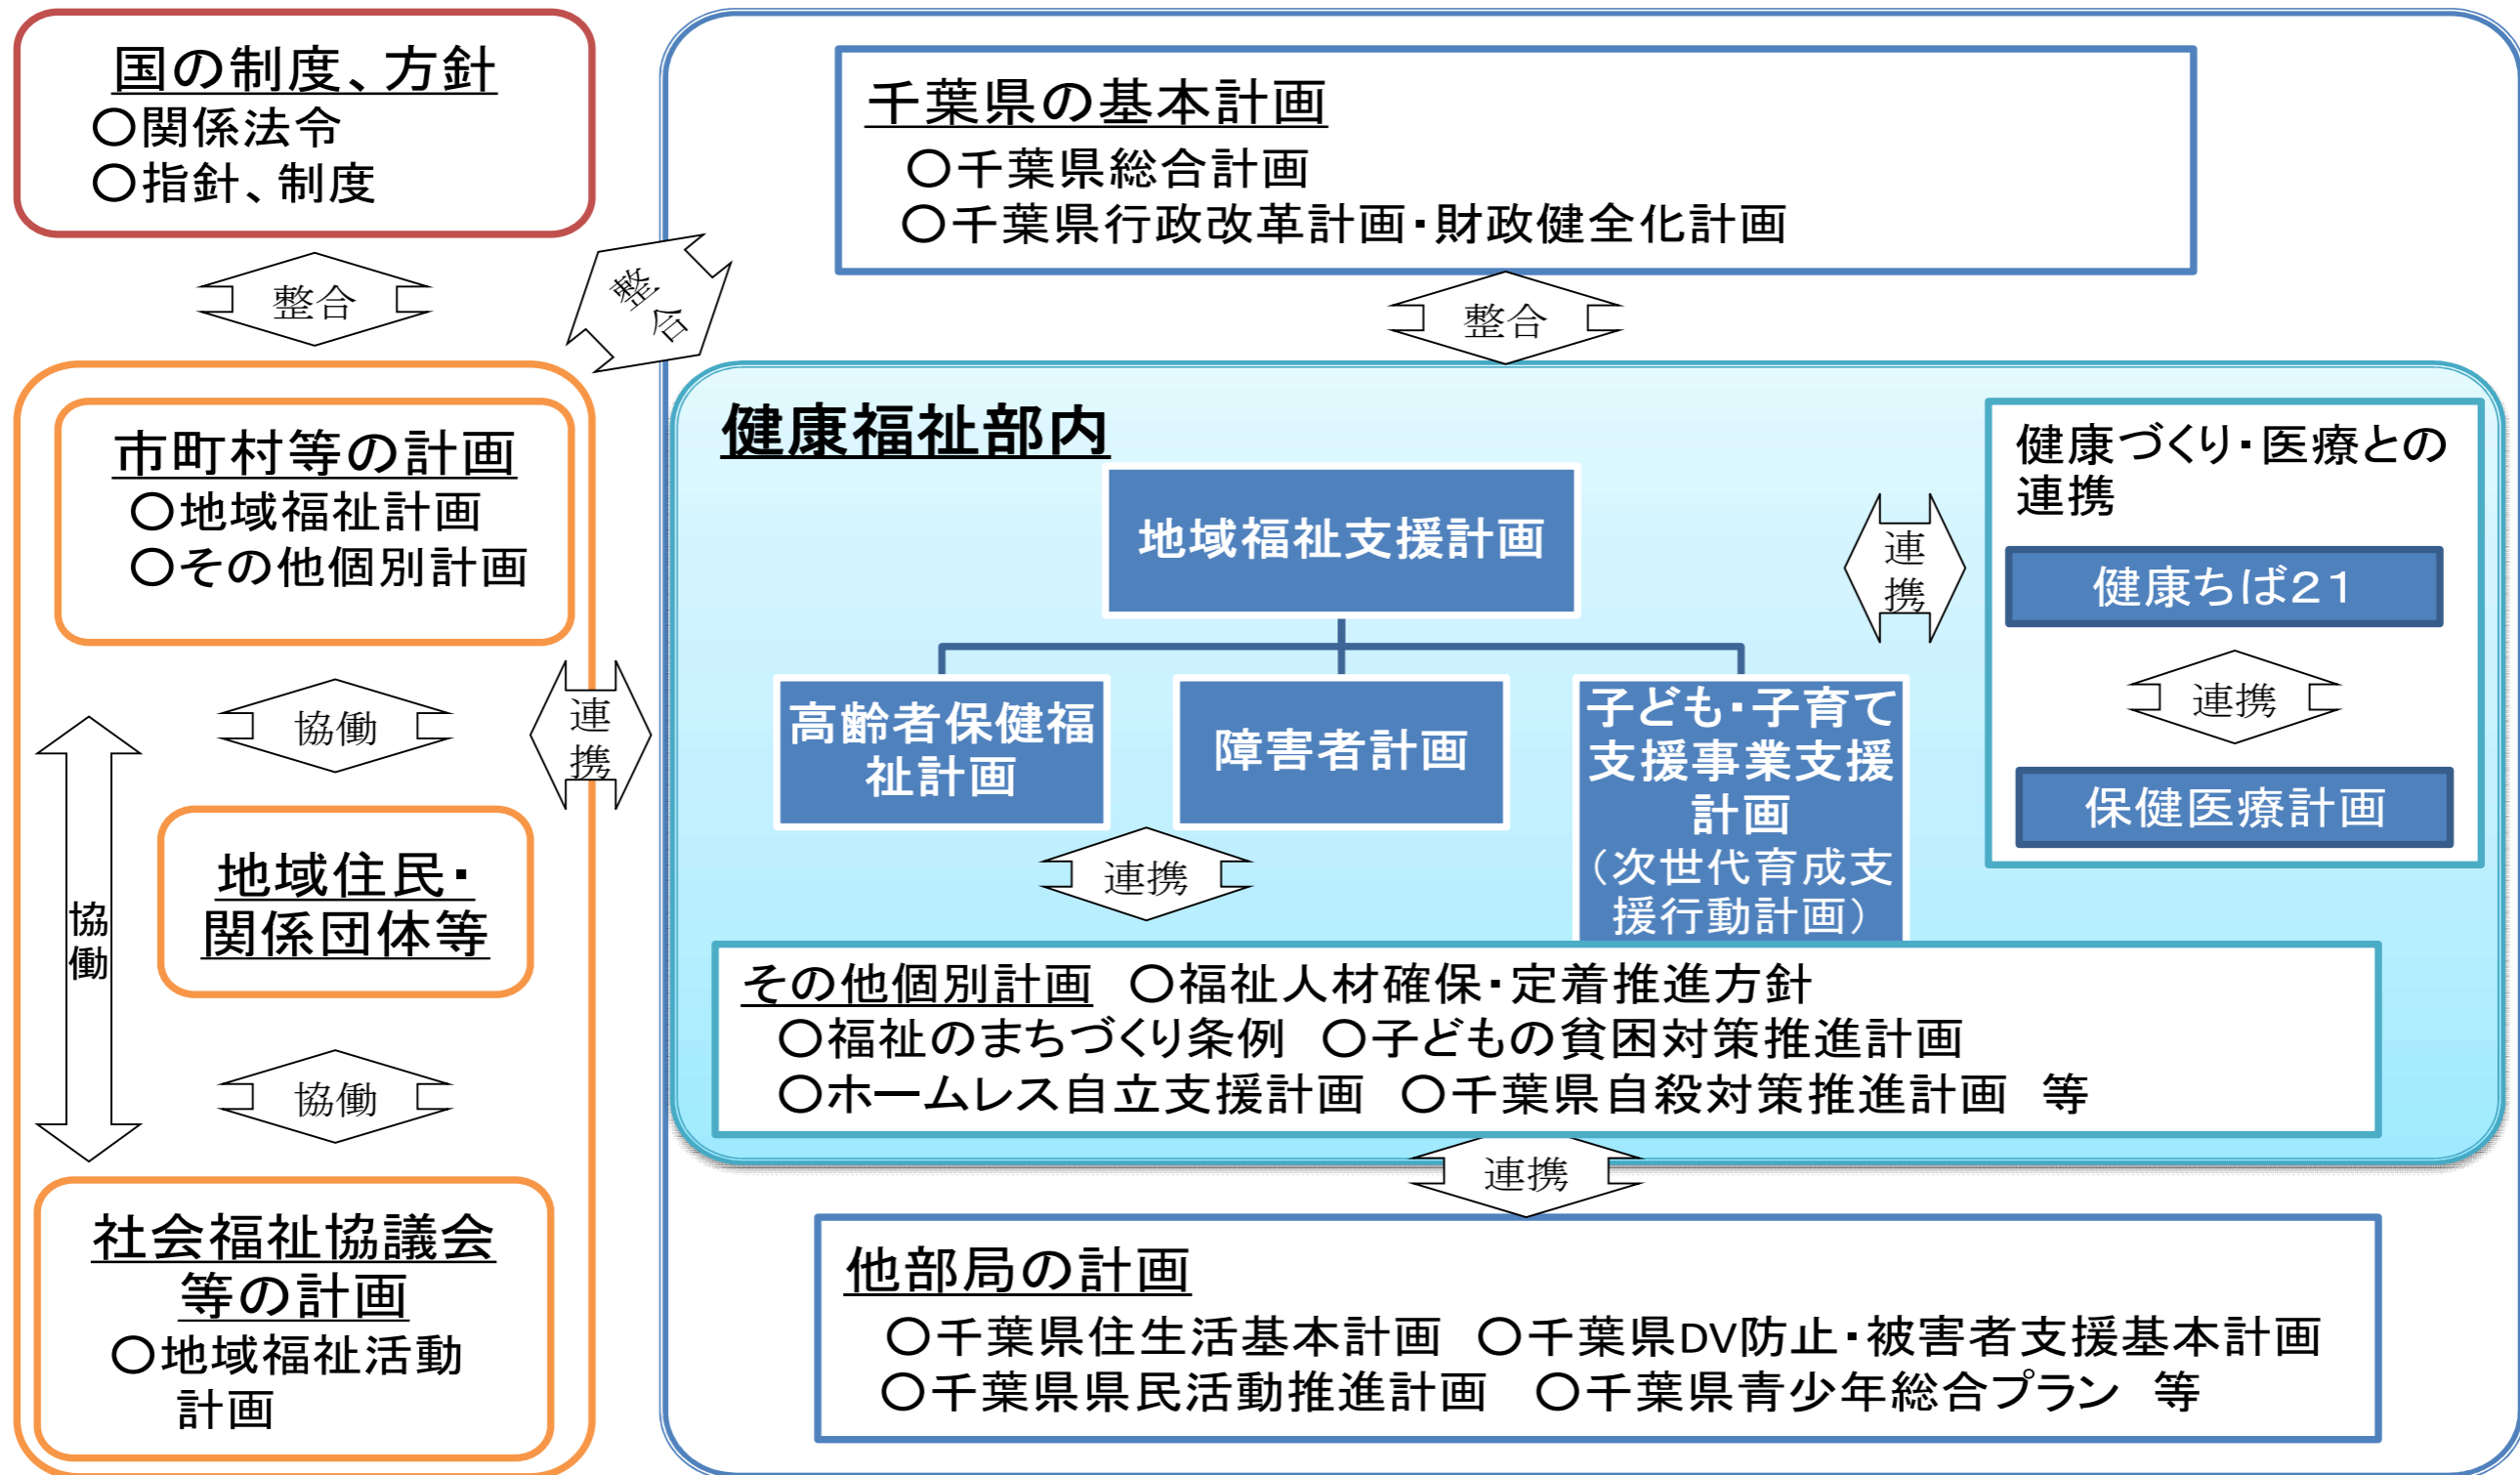 国の制度、方針
○関係法令
○指針、制度
整合
整
合
市町村等の計画
○地域福祉計画
○その他個別計画
協働
連
携
協
働
地域住民・
関係団体等
協働
社会福祉協議会
等の計画
○地域福祉活動
計画
千葉県の基本計画
○千葉県総合計画
○千葉県行政改革計画・財政健全化計画
整合
健康福祉部内
地域福祉支援計画
高齢者保健福
祉計画
障害者計画
子ども・子育て
支援事業支援
計画
（次世代育成支
援行動計画）
連携
連
携
健康づくり・医療との
連携
健康ちば２１
連携
保健医療計画
その他個別計画　○福祉人材確保・定着推進方針
○福祉のまちづくり条例　○子どもの貧困対策推進計画
○ホームレス自立支援計画　○千葉県自殺対策推進計画　等
連携
他部局の計画
○千葉県住生活基本計画　○千葉県DV防止・被害者支援基本計画
○千葉県県民活動推進計画　○千葉県青少年総合プラン　等